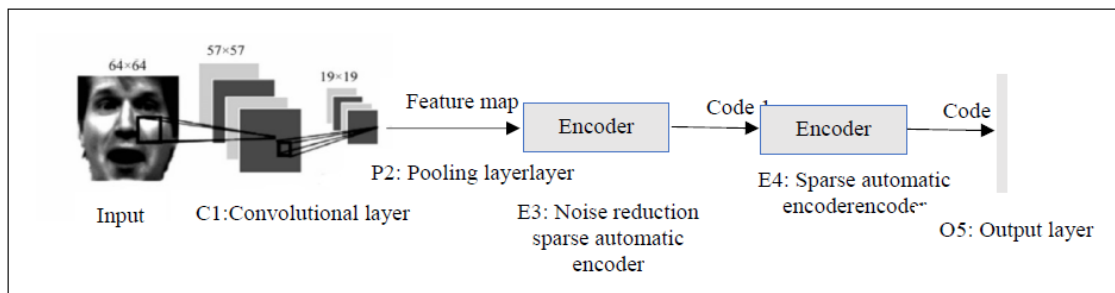 64×64
57×57
19×19
Feature map
Encoder
Code
Encoder
Code
P2: Pooling layerlayer
Input
C1:Convolutional layer
E3: Noise reduction
sparse automatic
encoder
E4: Sparse automatic
encoderencoder
O5: Output layer